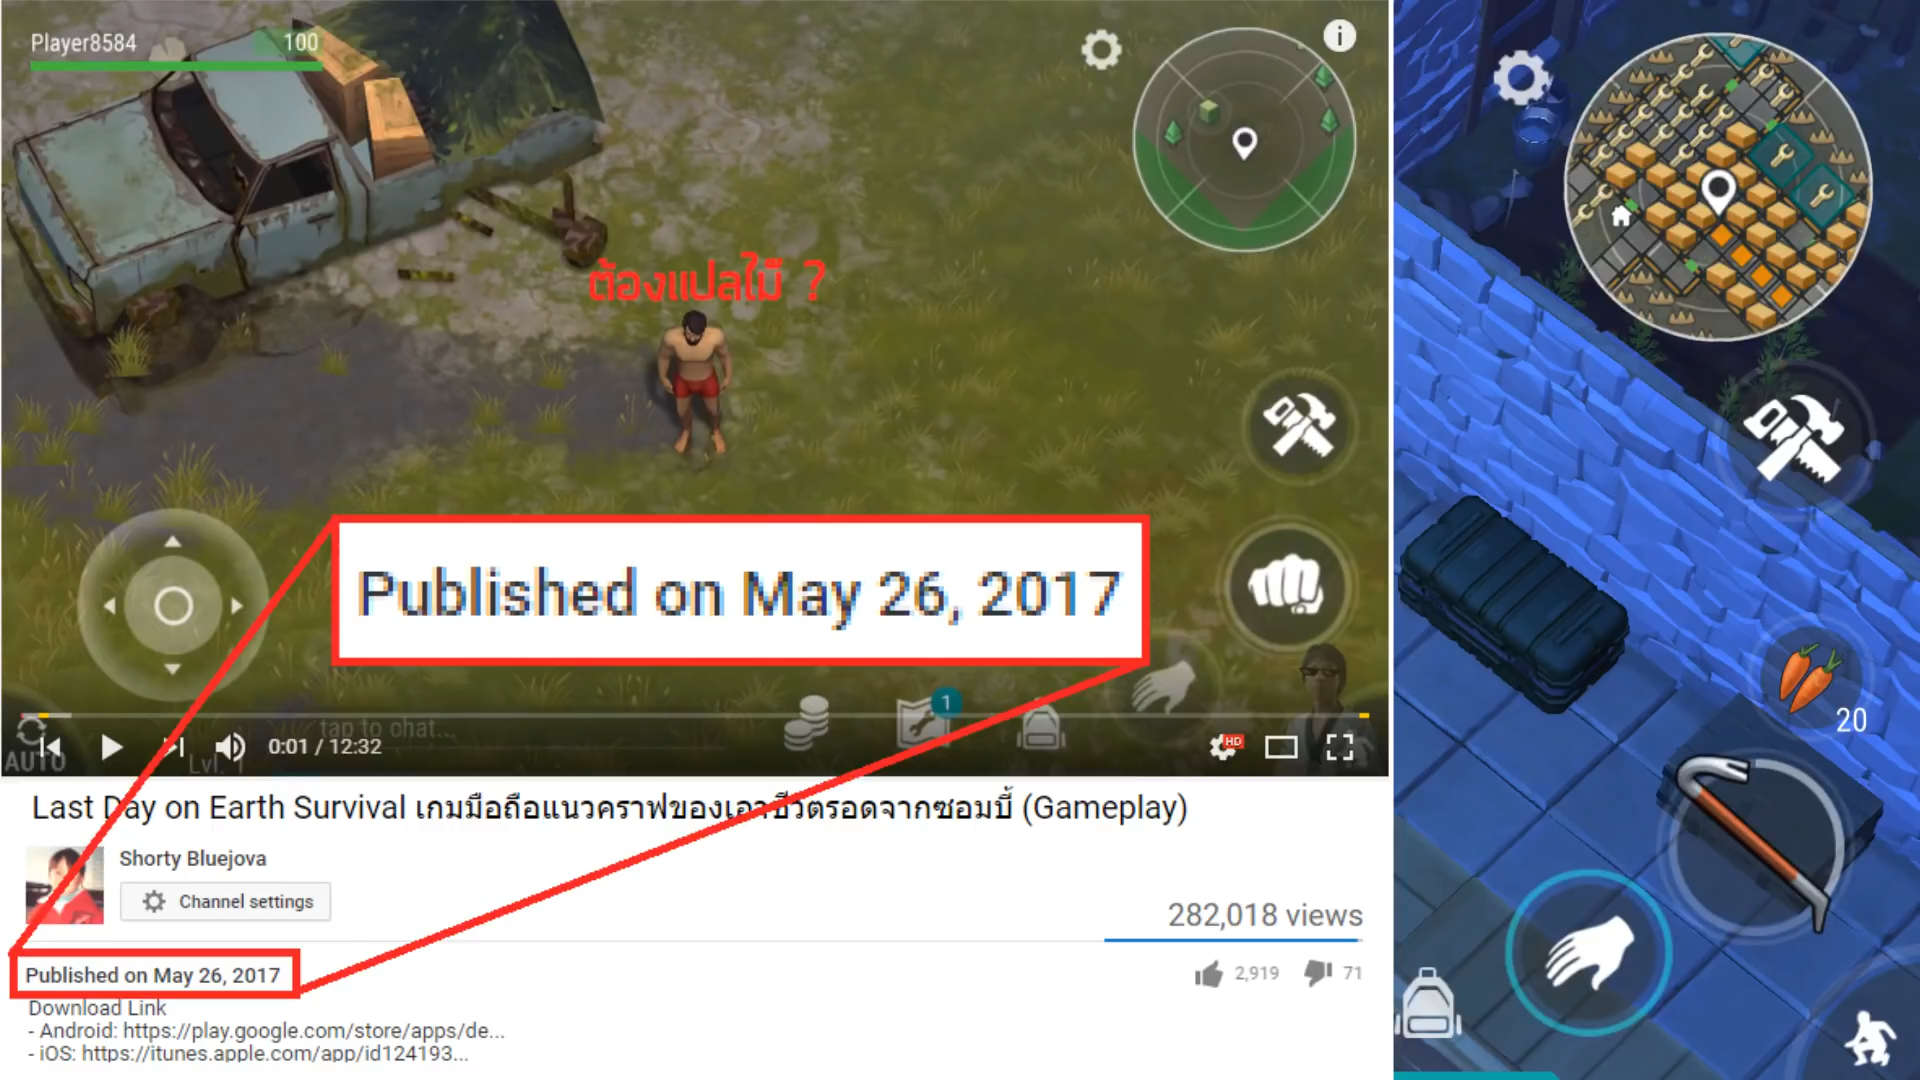 Player8584
100
i
ต้องแปลไม๊ ?
Published on May 26, 2017
1
tap to chat...
AUTO
Lvl. 1
0:01 / 12:32
HD
Last Day on Earth Survival เกมมือถือแนวคราฟของเอาชีวิตรอดจากซอมบี้ (Gameplay)
Shorty Bluejova
Channel settings
282,018 views
2,919
71
Published on May 26, 2017
Download Link
- Android: https://play.google.com/store/apps/de...
- iOS: https://itunes.apple.com/app/id124193...
20